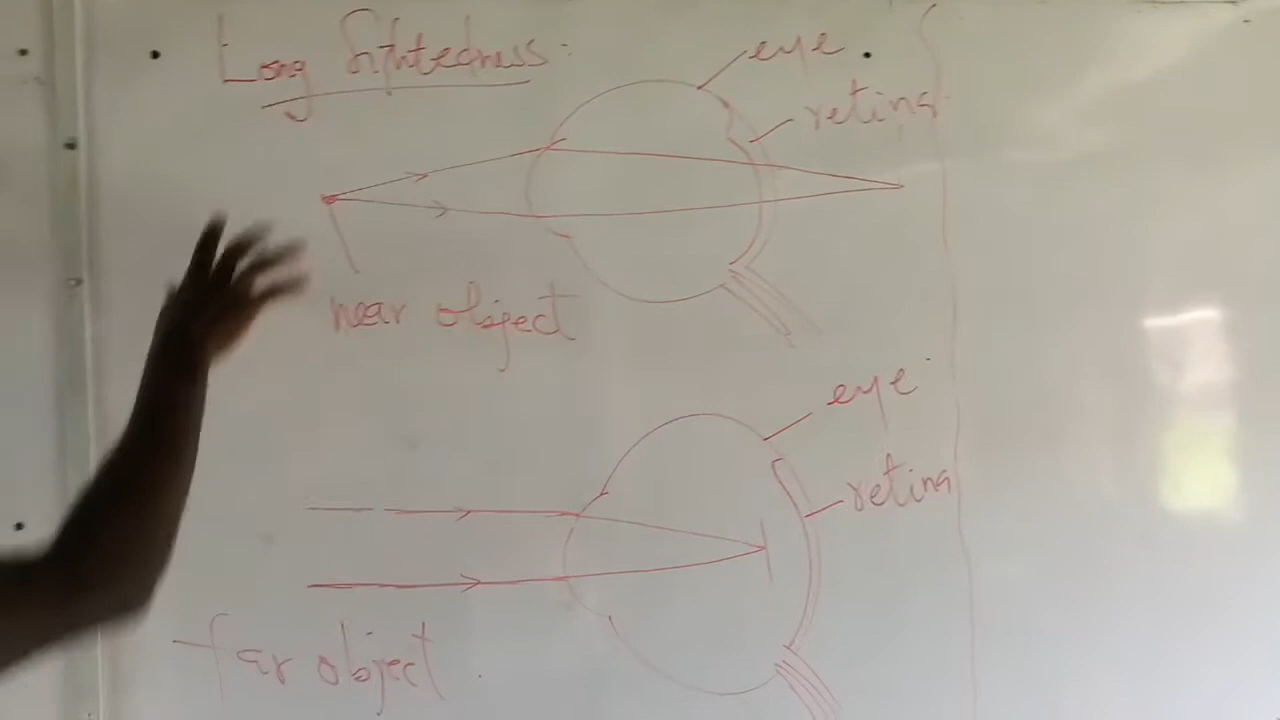 Long Sightedness:
eye.
retina
near object
eye
retina
far object.